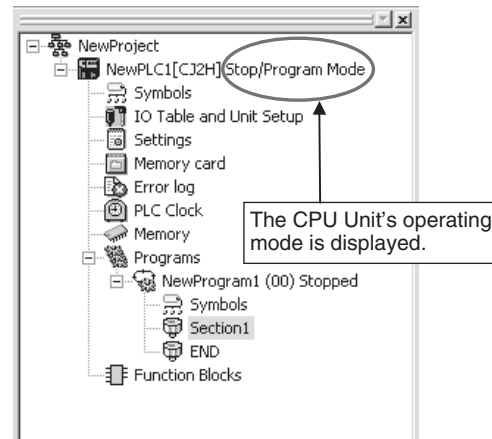 NewProject
NewPLC1[CJ2H] Stop/Program Mode
Symbols
IO Table and Unit Setup
Settings
Memory card
Error log
PLC Clock
Memory
Programs
NewProgram1 (00) Stopped
Symbols
Section1
END
Function Blocks
The CPU Unit's operating
mode is displayed.